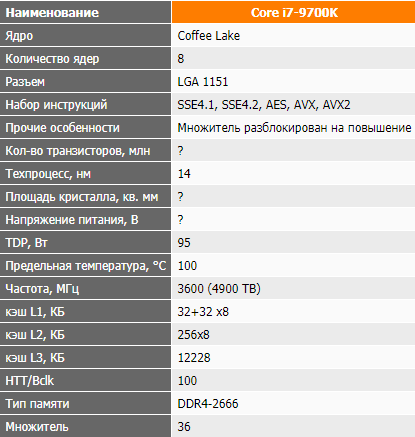 Наименование Core i7-9700K
Ядро Coffee Lake
Количество ядер 8
Разъем LGA 1151
Набор инструкций SSE4.1, SSE4.2, AES, AVX, AVX2
Прочие особенности Множитель разблокирован на повышение
Кол-во транзисторов, млн ?
Техпроцесс, нм 14
Площадь кристалла, кв. мм ?
Напряжение питания, В ?
TDP, Вт 95
Предельная температура, °C 100
Частота, МГц 3600 (4900 TB)
кэш L1, КБ 32+32 x8
кэш L2, КБ 256x8
кэш L3, КБ 12228
HTT/Bclk 100
Тип памяти DDR4-2666
Множитель 36